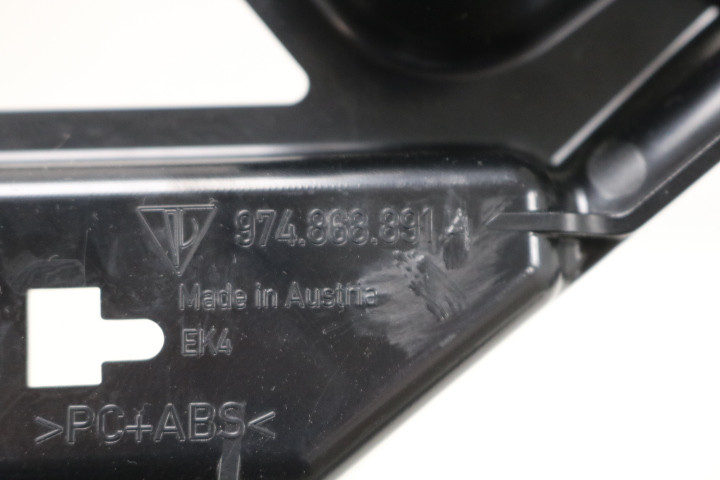 974.868.891
Made in Austria
EK4
>PC+ABS<